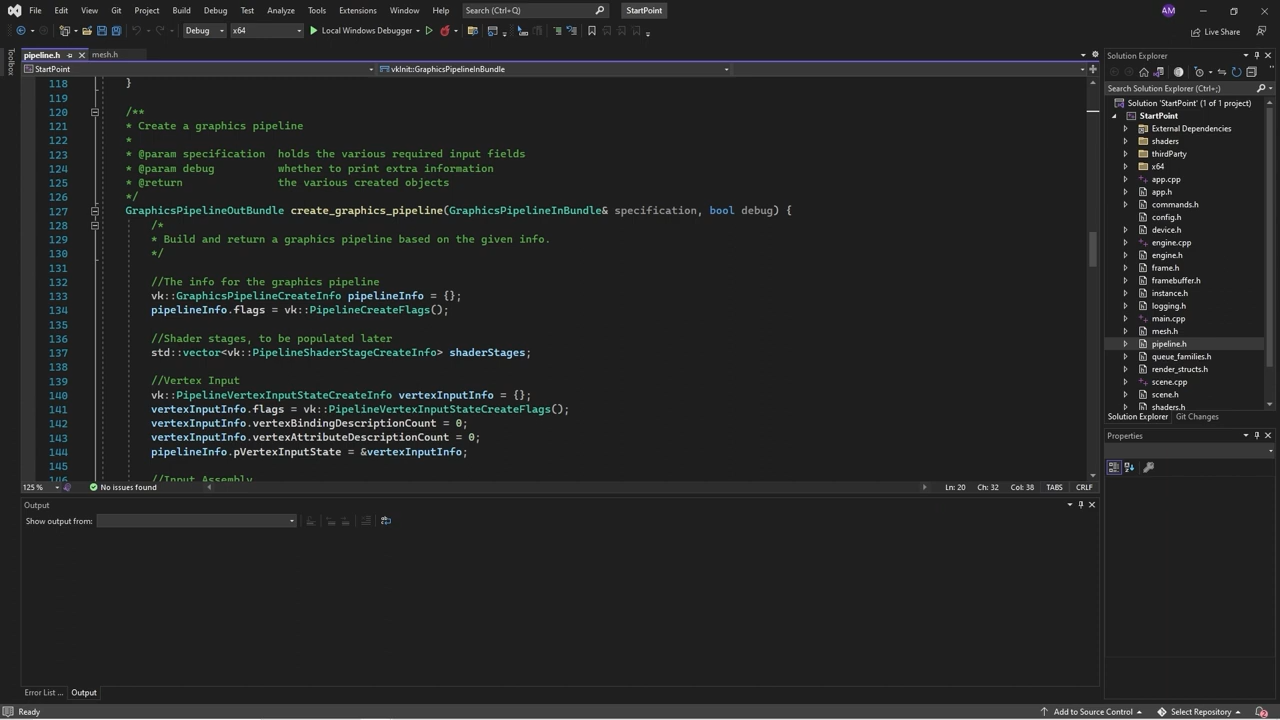 File Edit View Git Project Build Debug Test Analyze Tools Extensions Window Help Search (Ctrl+Q) StartPoint AM
Debug x64 Local Windows Debugger Live Share
Toolbox
pipeline.h mesh.h
StartPoint vkInit::GraphicsPipelineInBundle
118 }
119
120 /**
121 * Create a graphics pipeline
122 *
123 * @param specification holds the various required input fields
124 * @param debug whether to print extra information
125 * @return the various created objects
126 */
127 GraphicsPipelineOutBundle create_graphics_pipeline(GraphicsPipelineInBundle& specification, bool debug) {
128 /*
129 * Build and return a graphics pipeline based on the given info.
130 */
131
132 //The info for the graphics pipeline
133 vk::GraphicsPipelineCreateInfo pipelineInfo = {};
134 pipelineInfo.flags = vk::PipelineCreateFlags();
135
136 //Shader stages, to be populated later
137 std::vector<vk::PipelineShaderStageCreateInfo> shaderStages;
138
139 //Vertex Input
140 vk::PipelineVertexInputStateCreateInfo vertexInputInfo = {};
141 vertexInputInfo.flags = vk::PipelineVertexInputStateCreateFlags();
142 vertexInputInfo.vertexBindingDescriptionCount = 0;
143 vertexInputInfo.vertexAttributeDescriptionCount = 0;
144 pipelineInfo.pVertexInputState = &vertexInputInfo;
145
146 //Input Assembly
125 % No issues found Ln: 20 Ch: 32 Col: 38 TABS CRLF
Output
Show output from:
Error List ... Output
Solution Explorer
Search Solution Explorer (Ctrl+;)
Solution 'StartPoint' (1 of 1 project)
StartPoint
External Dependencies
shaders
thirdParty
x64
app.cpp
app.h
commands.h
config.h
device.h
engine.cpp
engine.h
frame.h
framebuffer.h
instance.h
logging.h
main.cpp
mesh.h
pipeline.h
queue_families.h
render_structs.h
scene.cpp
scene.h
shaders.h
Solution Explorer Git Changes
Properties
Ready Add to Source Control Select Repository 2